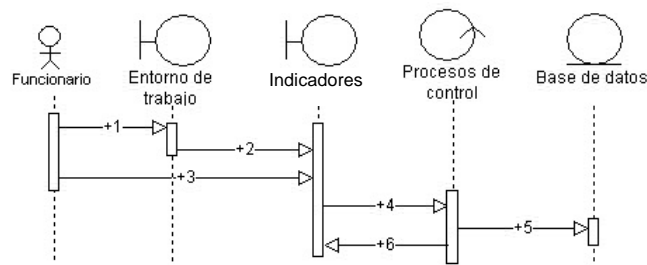 Funcionario
Entorno de
trabajo
Indicadores
Procesos de
control
Base de datos
+1
+2
+3
+4
+5
+6